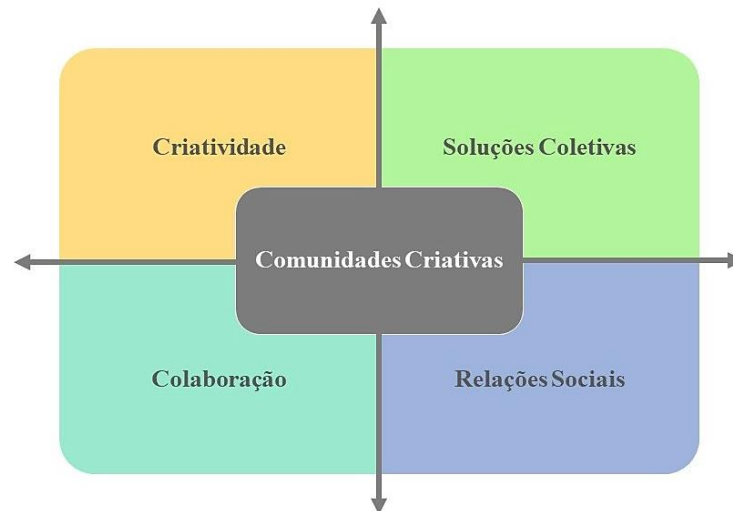 Criatividade
Soluções Coletivas
Comunidades Criativas
Colaboração
Relações Sociais